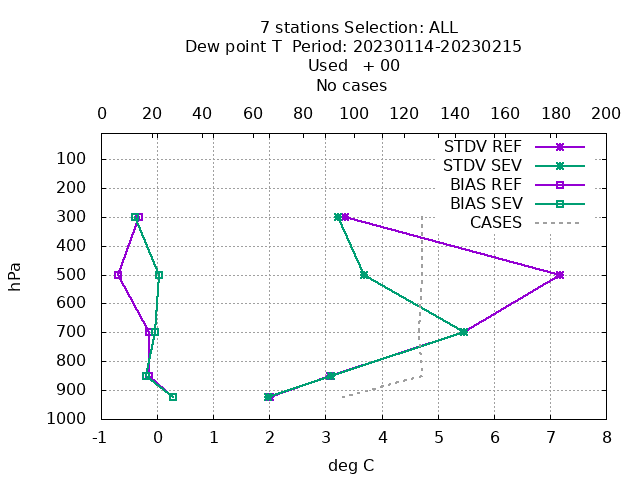 7 stations Selection: ALL
Dew point T  Period: 20230114-20230215
Used   + 00
No cases
0 20 40 60 80 100 120 140 160 180 200
STDV REF
STDV SEV
BIAS REF
BIAS SEV
CASES
hPa
100
200
300
400
500
600
700
800
900
1000
-1 0 1 2 3 4 5 6 7 8
deg C